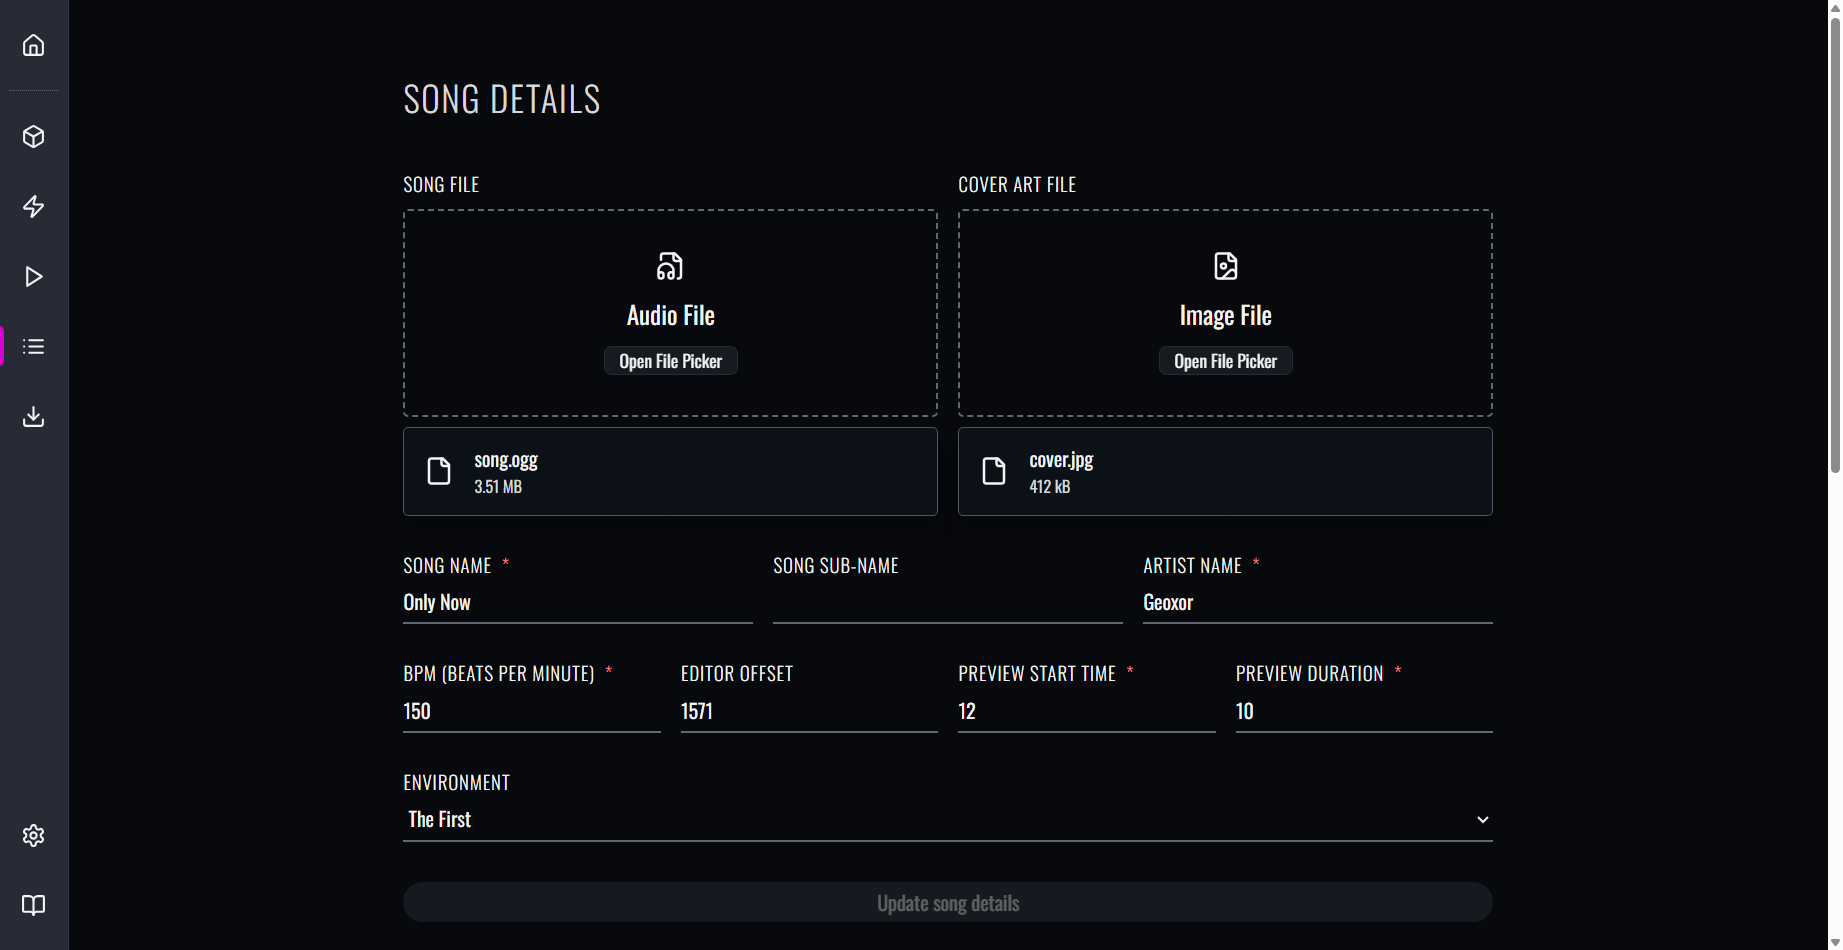 SONG DETAILS
SONG FILE
COVER ART FILE
Audio File
Image File
Open File Picker
Open File Picker
song.ogg
3.51 MB
cover.jpg
412 kB
SONG NAME *
SONG SUB-NAME
ARTIST NAME *
Only Now
Geoxor
BPM (BEATS PER MINUTE) *
EDITOR OFFSET
PREVIEW START TIME *
PREVIEW DURATION *
150
1571
12
10
ENVIRONMENT
The First
Update song details